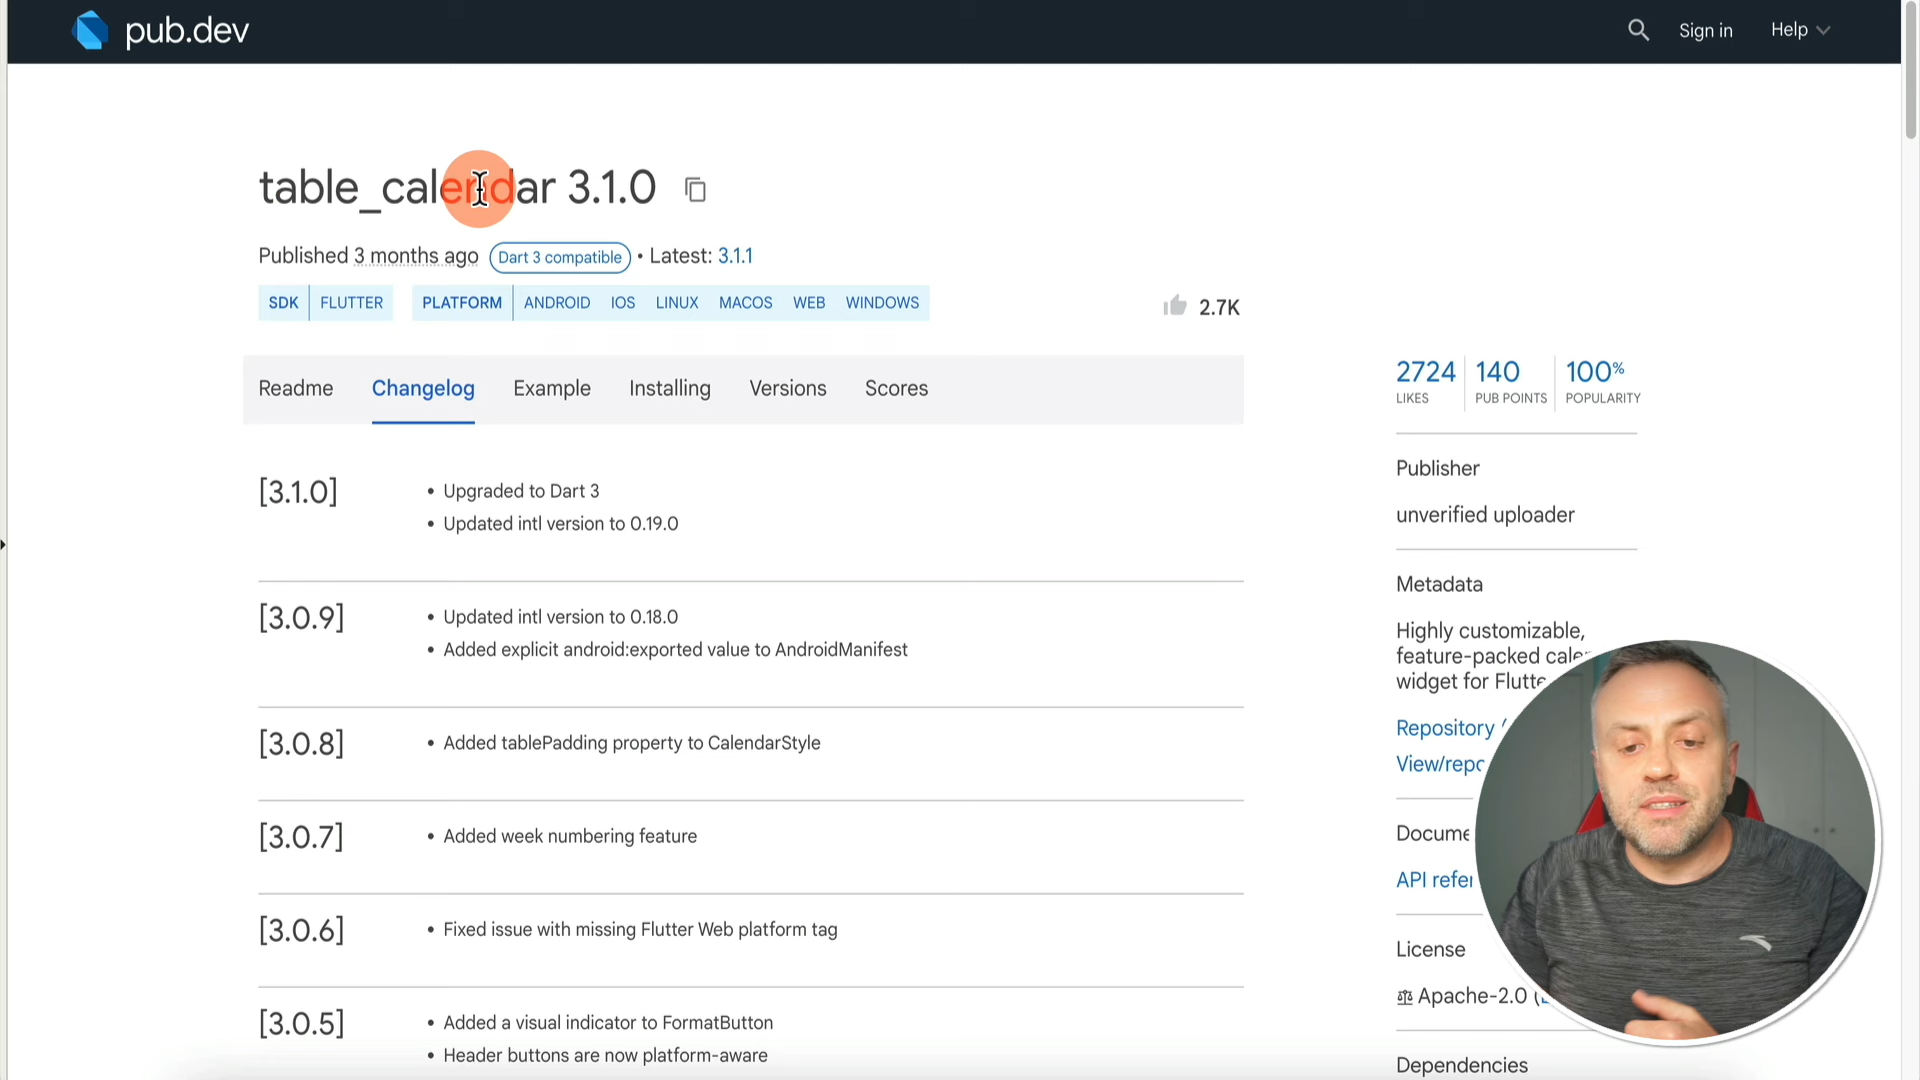 pub.dev
Sign in
Help
table_calendar 3.1.0
Published 3 months ago Dart 3 compatible • Latest: 3.1.1
SDK FLUTTER PLATFORM ANDROID IOS LINUX MACOS WEB WINDOWS
2.7K
Readme Changelog Example Installing Versions Scores
[3.1.0]
• Upgraded to Dart 3
• Updated intl version to 0.19.0
[3.0.9]
• Updated intl version to 0.18.0
• Added explicit android:exported value to AndroidManifest
[3.0.8]
• Added tablePadding property to CalendarStyle
[3.0.7]
• Added week numbering feature
[3.0.6]
• Fixed issue with missing Flutter Web platform tag
[3.0.5]
• Added a visual indicator to FormatButton
• Header buttons are now platform-aware
2724 140 100%
LIKES PUB POINTS POPULARITY
Publisher
unverified uploader
Metadata
Highly customizable,
feature-packed
widget for
Repository
API
License
Apache-2.0
Dependencies